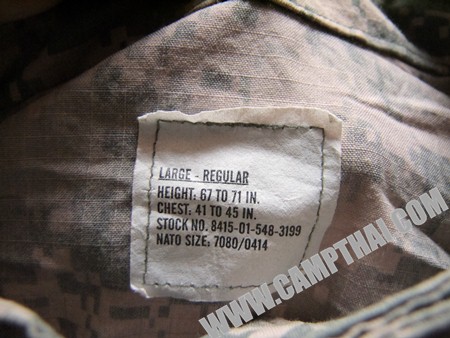 LARGE - REGULAR
HEIGHT: 67 TO 71 IN.
CHEST: 41 TO 45 IN.
STOCK NO. 8415-01-548-3199
NATO SIZE: 7080/0414
WWW.CAMPTHAI.COM